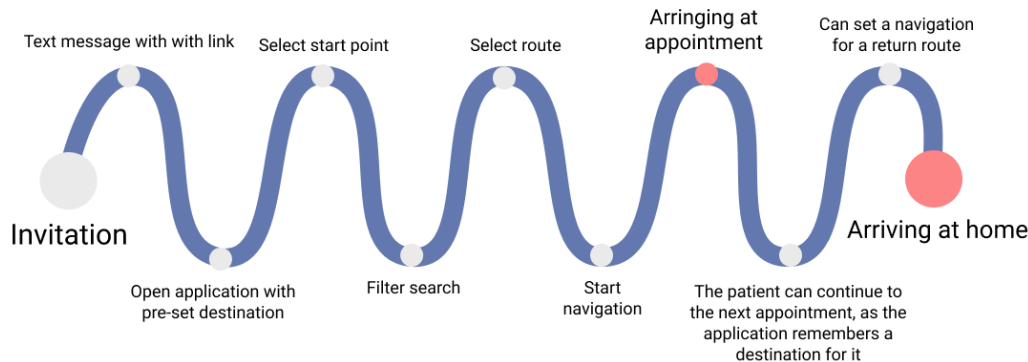 Invitation
Text message with with link
Open application with
pre-set destination
Select start point
Filter search
Select route
Start
navigation
Arringing at
appointment
The patient can continue to
the next appointment, as the
application remembers a
destination for it
Can set a navigation
for a return route
Arriving at home